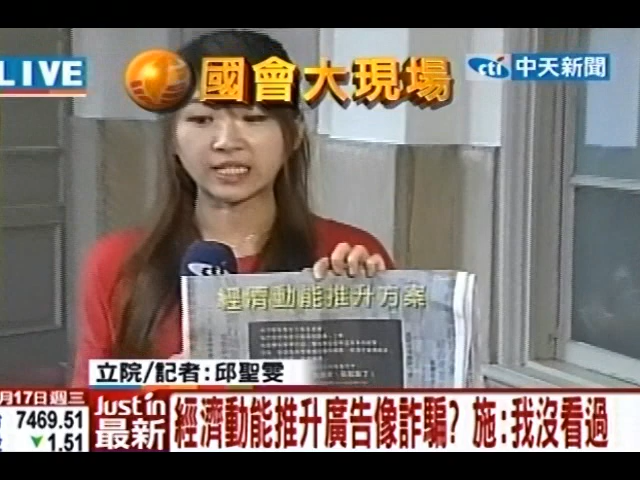 LIVE
國會大現場
cti 中天新聞
cti
經濟動能推升方案
立院/記者:邱聖雯
月17日週三
7469.51
▼1.51
Just in
最新
經濟動能推升廣告像詐騙? 施:我沒看過